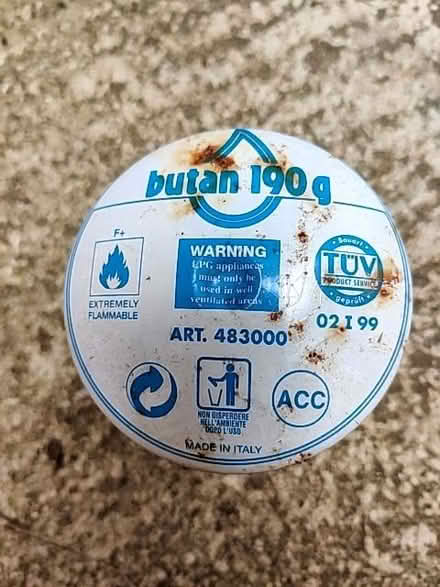 butan 190 g
F+
EXTREMELY
FLAMMABLE
WARNING
LPG appliances
must only be
used in well
ventilated areas
Bauart
TÜV
PRODUCT SERVICE
geprüft
02.I 99
ART. 483000
NON DISPERDERE
NELL'AMBIENTE
DOPO L'USO
ACC
MADE IN ITALY